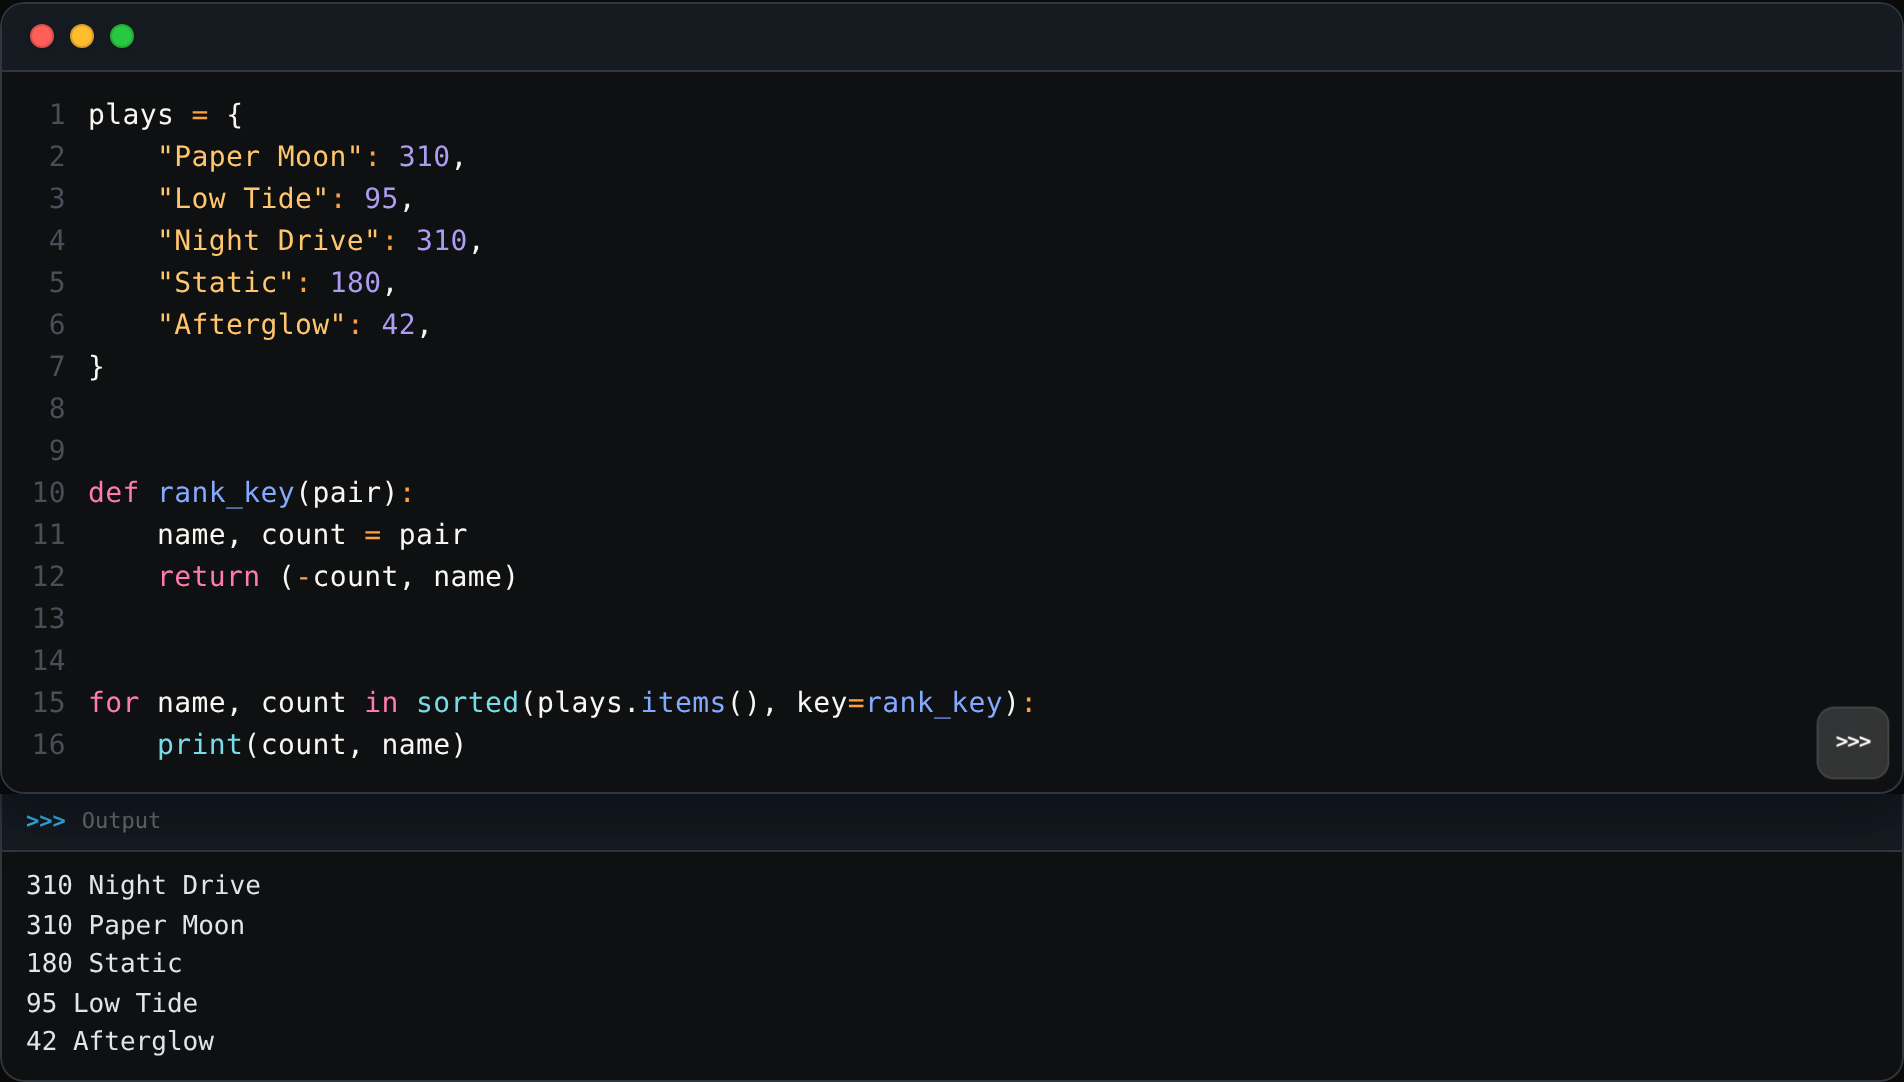 1 plays = {
2     "Paper Moon": 310,
3     "Low Tide": 95,
4     "Night Drive": 310,
5     "Static": 180,
6     "Afterglow": 42,
7 }
8
9
10 def rank_key(pair):
11     name, count = pair
12     return (-count, name)
13
14
15 for name, count in sorted(plays.items(), key=rank_key):
16     print(count, name)
>>>
>>> Output
310 Night Drive
310 Paper Moon
180 Static
95 Low Tide
42 Afterglow